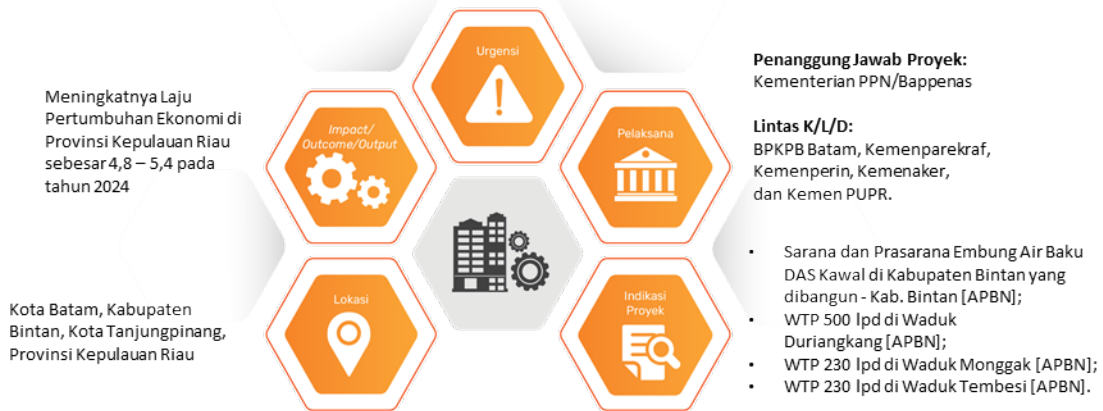 Urgensi
Penanggung Jawab Proyek:
Kementerian PPN/Bappenas
Lintas K/L/D:
BPKPB Batam, Kemenparekraf,
Kemenperin, Kemenaker,
dan Kemen PUPR.
Pelaksana
Meningkatnya Laju
Pertumbuhan Ekonomi di
Provinsi Kepulauan Riau
sebesar 4,8 – 5,4 pada
tahun 2024
Impact/
Outcome/Output
Lokasi
Kota Batam, Kabupaten
Bintan, Kota Tanjungpinang,
Provinsi Kepulauan Riau
Indikasi
Proyek
• Sarana dan Prasarana Embung Air Baku
DAS Kawal di Kabupaten Bintan yang
dibangun - Kab. Bintan [APBN];
• WTP 500 lpd di Waduk
Duriangkang [APBN];
• WTP 230 lpd di Waduk Monggak [APBN];
• WTP 230 lpd di Waduk Tembesi [APBN].